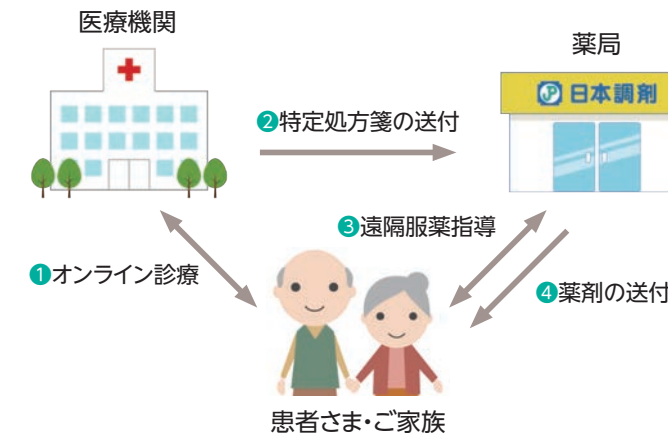 医療機関
薬局
JP 日本調剤
❷特定処方箋の送付
❸遠隔服薬指導
❶オンライン診療
❹薬剤の送付
患者さま・ご家族